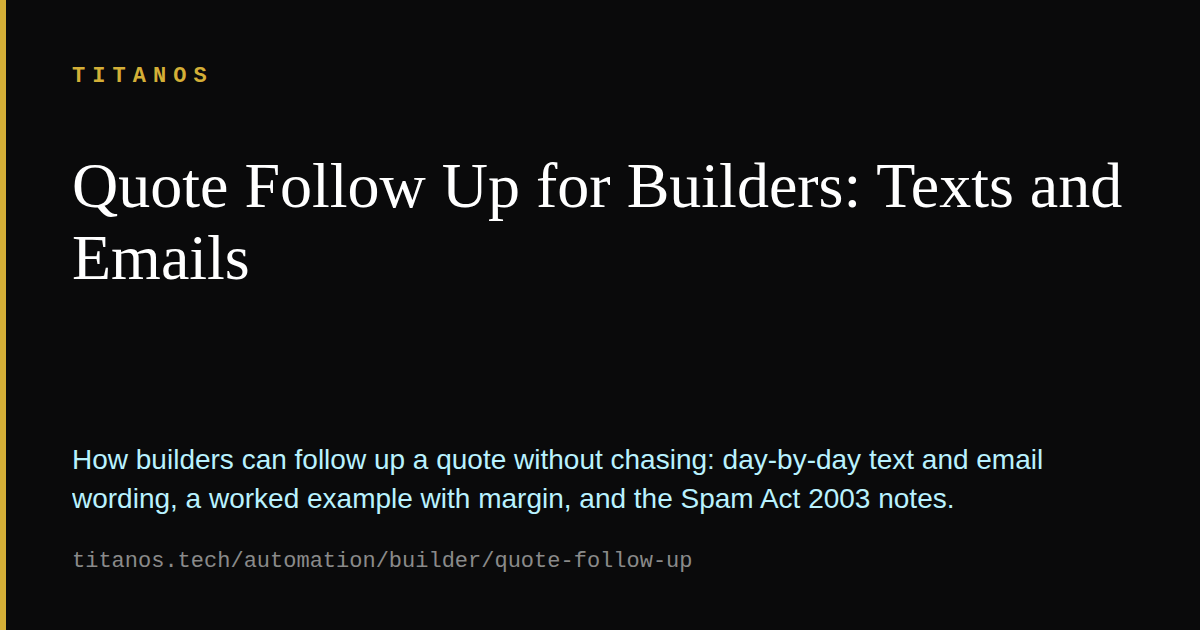 TITANOS
Quote Follow Up for Builders: Texts and
Emails
How builders can follow up a quote without chasing: day-by-day text and email
wording, a worked example with margin, and the Spam Act 2003 notes.
titanos.tech/automation/builder/quote-follow-up